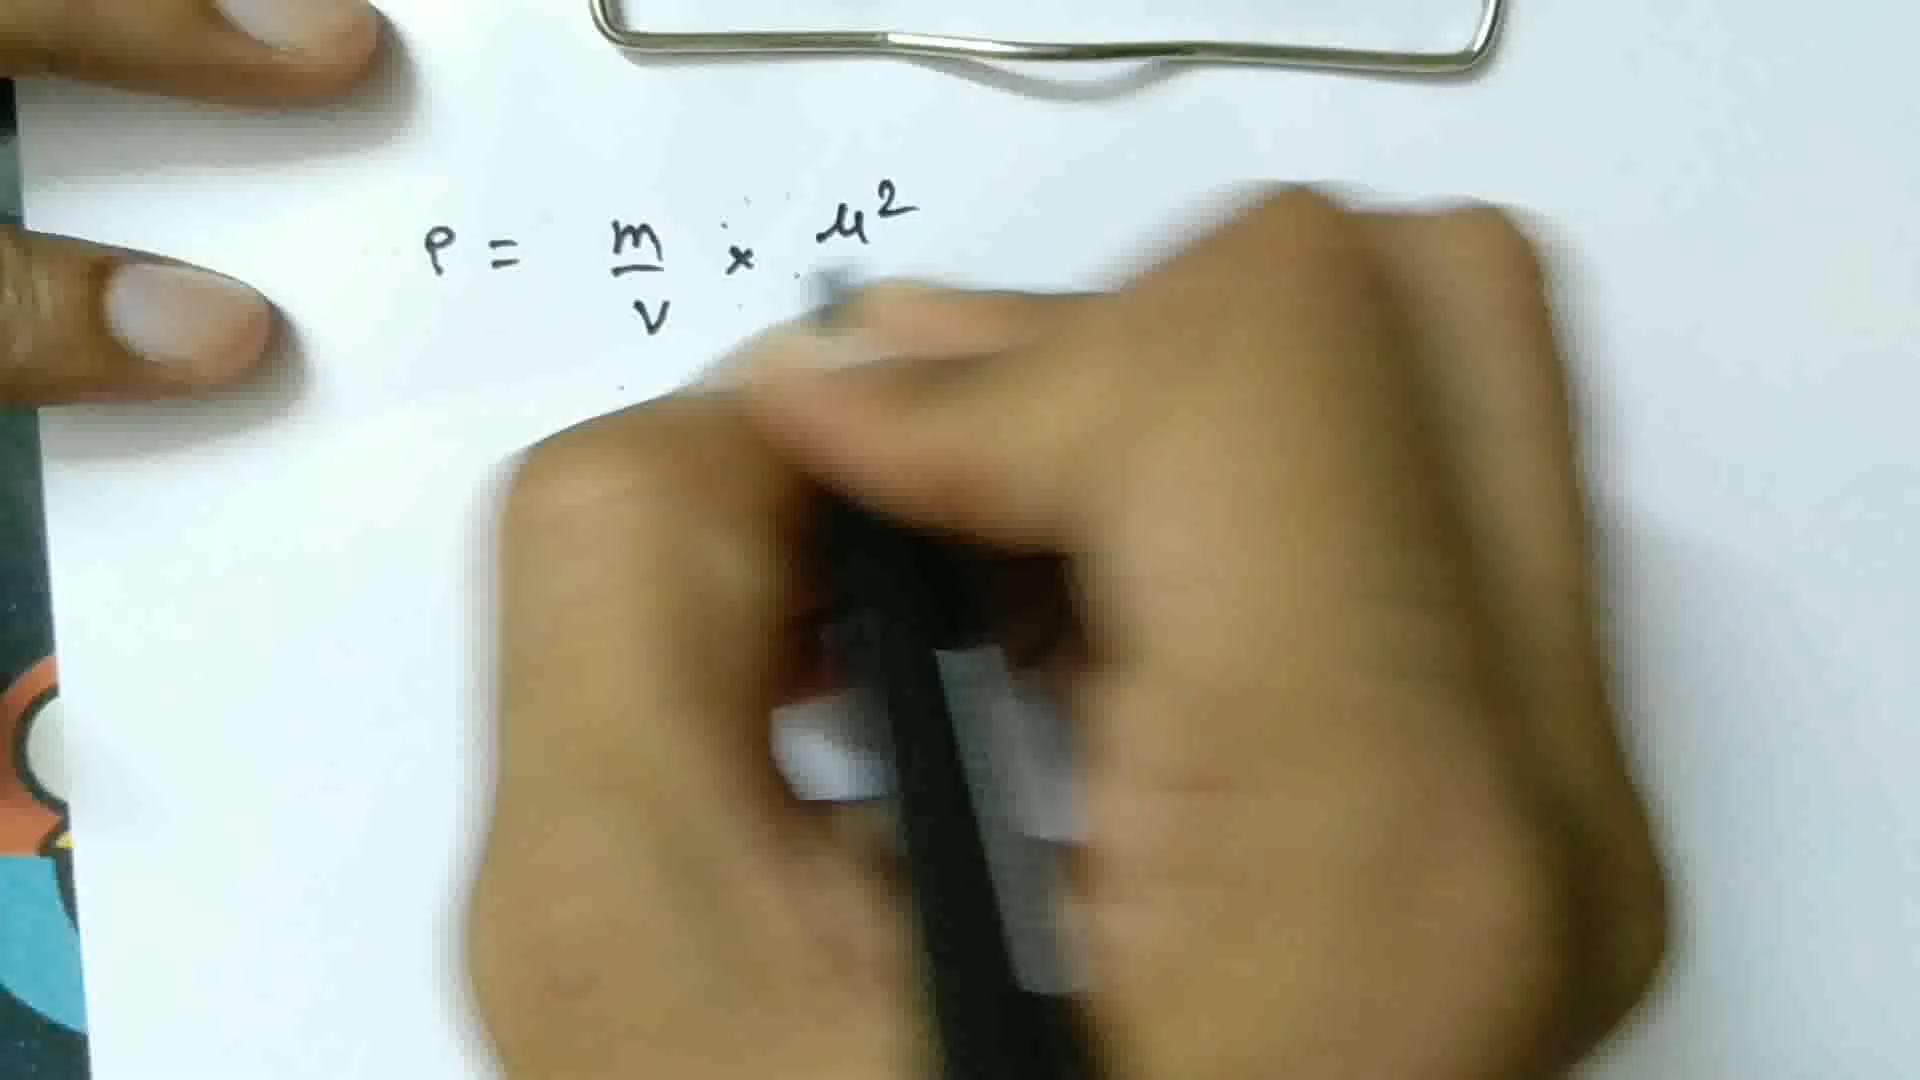 P = m/V × u²